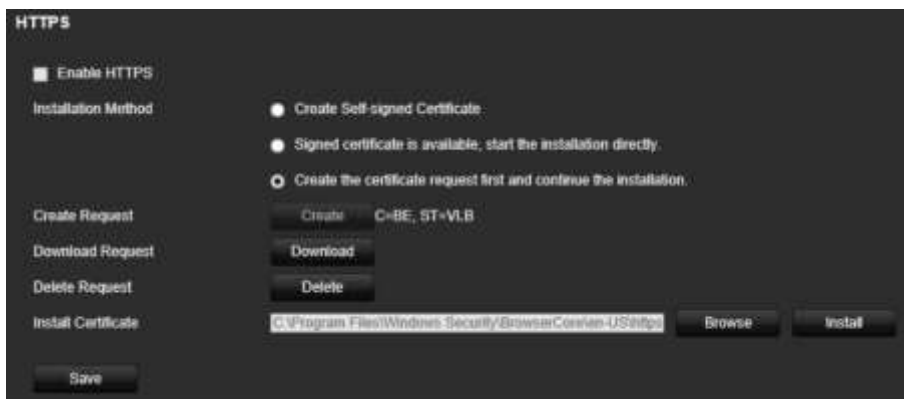 HTTPS
Enable HTTPS
Installation Method
Create Self-signed Certificate
Signed certificate is available, start the installation directly.
Create the certificate request first and continue the installation.
Create Request Create C=BE, ST=VLB
Download Request Download
Delete Request Delete
Install Certificate C:\Program Files\Windows Security\BrowserCore\en-US\https Browse Install
Save